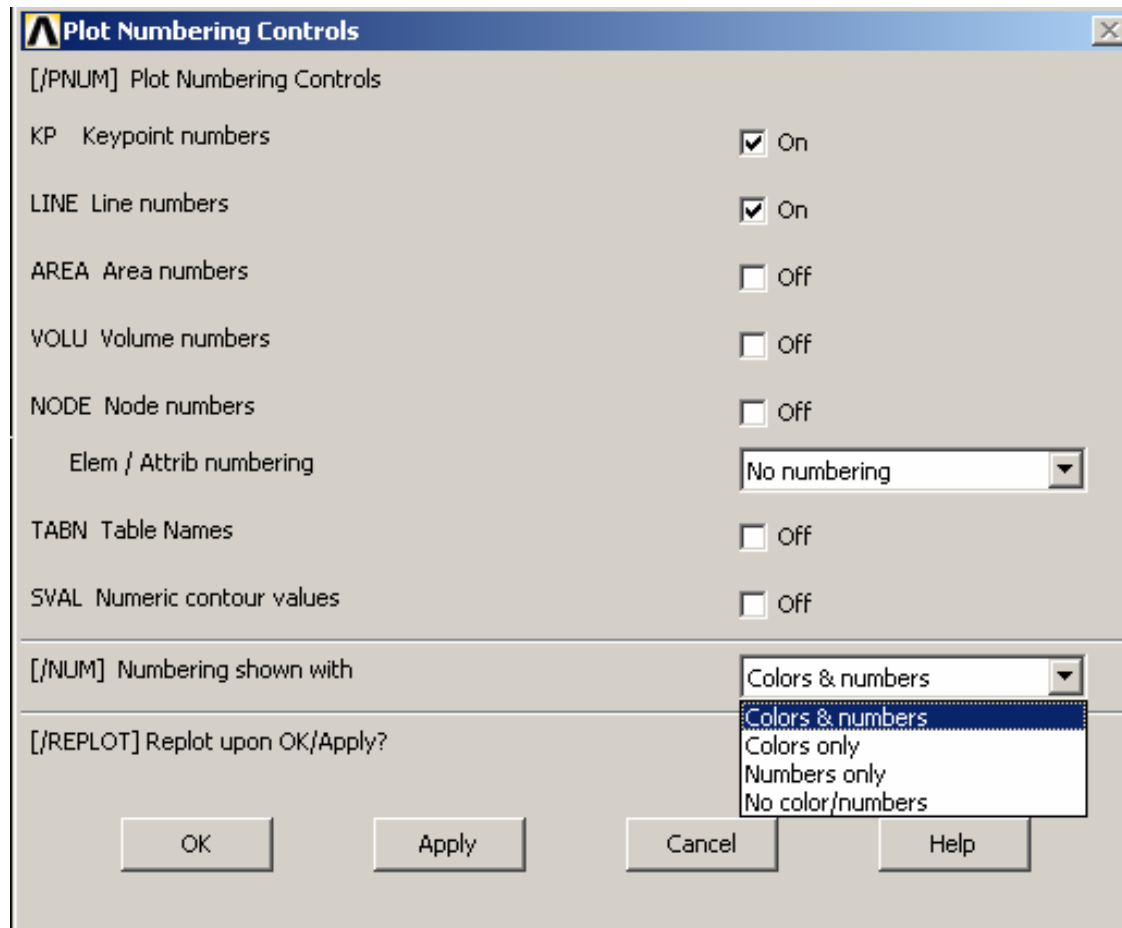 Plot Numbering Controls
[/PNUM] Plot Numbering Controls
KP Keypoint numbers On
LINE Line numbers On
AREA Area numbers Off
VOLU Volume numbers Off
NODE Node numbers Off
Elem / Attrib numbering No numbering
TABN Table Names Off
SVAL Numeric contour values Off
[/NUM] Numbering shown with Colors & numbers
Colors & numbers
[/REPLOT] Replot upon OK/Apply? Colors only
Numbers only
No color/numbers
OK Apply Cancel Help